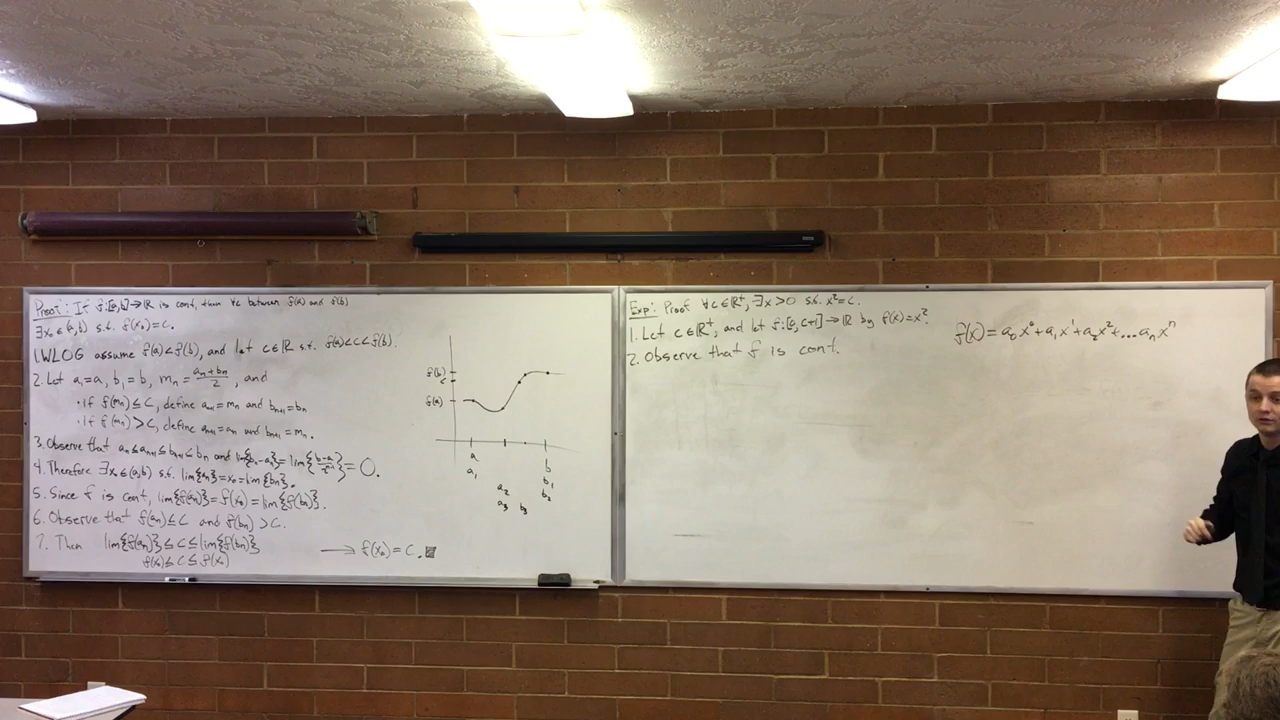 Proof: If f:[a,b]→ℝ is cont, then ∀c between f(a) and f(b)
∃x₀∈(a,b) s.t. f(x₀)=c.
1. WLOG assume f(a)<f(b), and let c∈ℝ s.t. f(a)<c<f(b).
2. Let a₁=a, b₁=b, mₙ=(aₙ+bₙ)/2, and
• If f(mₙ)≤c, define aₙ₊₁=mₙ and bₙ₊₁=bₙ
• If f(mₙ)>c, define aₙ₊₁=aₙ and bₙ₊₁=mₙ.
3. Observe that aₙ≤aₙ₊₁≤bₙ₊₁≤bₙ and lim{bₙ-aₙ}=lim{(b-a)/2ⁿ⁻¹}=0.
4. Therefore ∃x₀∈(a,b) s.t. lim{aₙ}=x₀=lim{bₙ}.
5. Since f is cont, lim{f(aₙ)}=f(x₀)=lim{f(bₙ)}.
6. Observe that f(aₙ)≤c and f(bₙ)>c.
7. Then lim{f(aₙ)}≤c≤lim{f(bₙ)}
f(x₀)≤c≤f(x₀)
→ f(x₀)=c.
f(b)
c
f(a)
a b
a₁ b₁
a₂ b₂
a₃ b₃
Exp: Proof ∀c∈ℝ⁺, ∃x>0 s.t. x²=c.
1. Let c∈ℝ⁺, and let f:[0,c+1]→ℝ by f(x)=x².
2. Observe that f is cont.
f(x)=a₀x⁰+a₁x¹+a₂x²+...aₙxⁿ